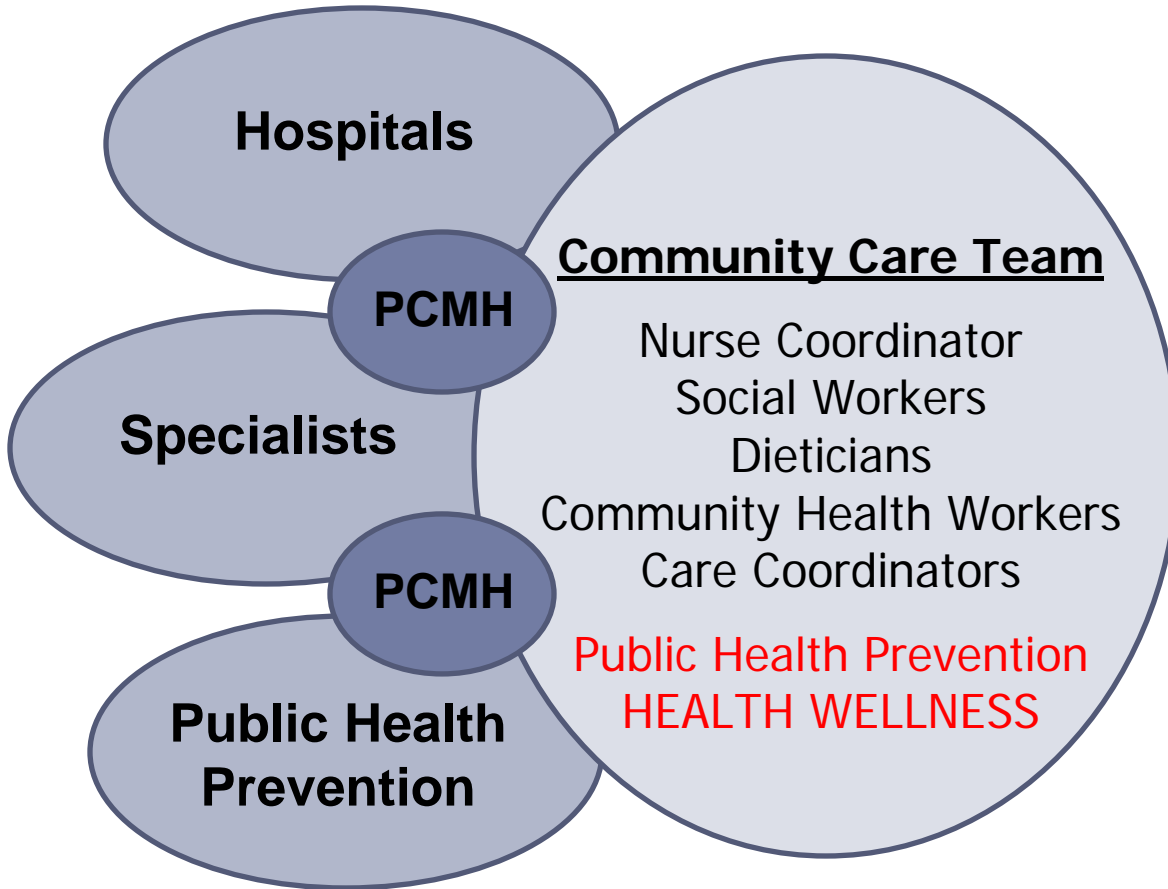 Hospitals
PCMH
Specialists
PCMH
Public Health
Prevention
Community Care Team
Nurse Coordinator
Social Workers
Dieticians
Community Health Workers
Care Coordinators
Public Health Prevention
HEALTH WELLNESS